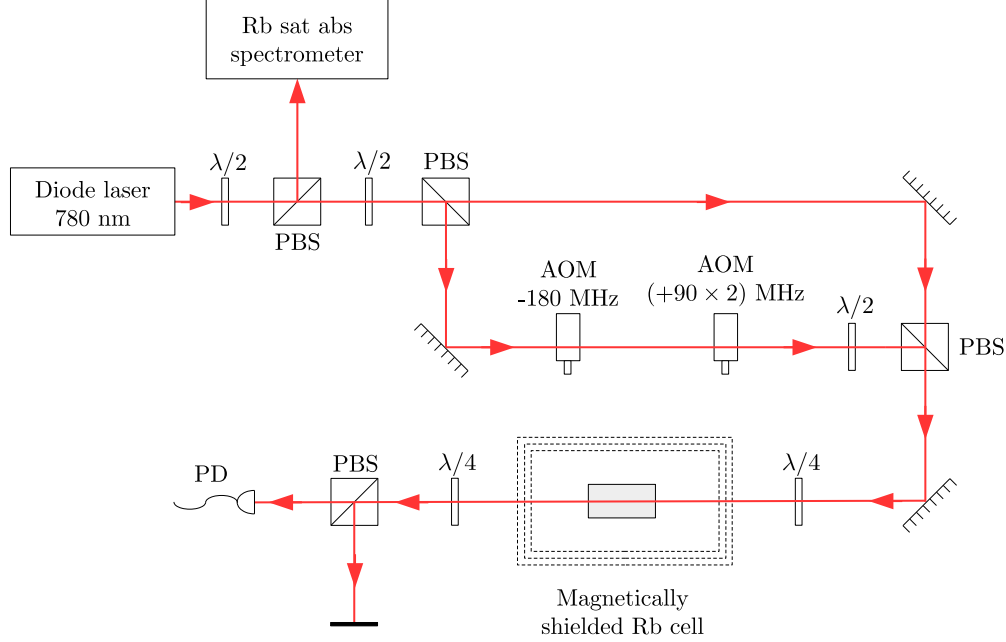 Rb sat abs
spectrometer
λ/2
λ/2
PBS
Diode laser
780 nm
PBS
AOM
-180 MHz
AOM
(+90 × 2) MHz
λ/2
PBS
PD
PBS
λ/4
λ/4
Magnetically
shielded Rb cell